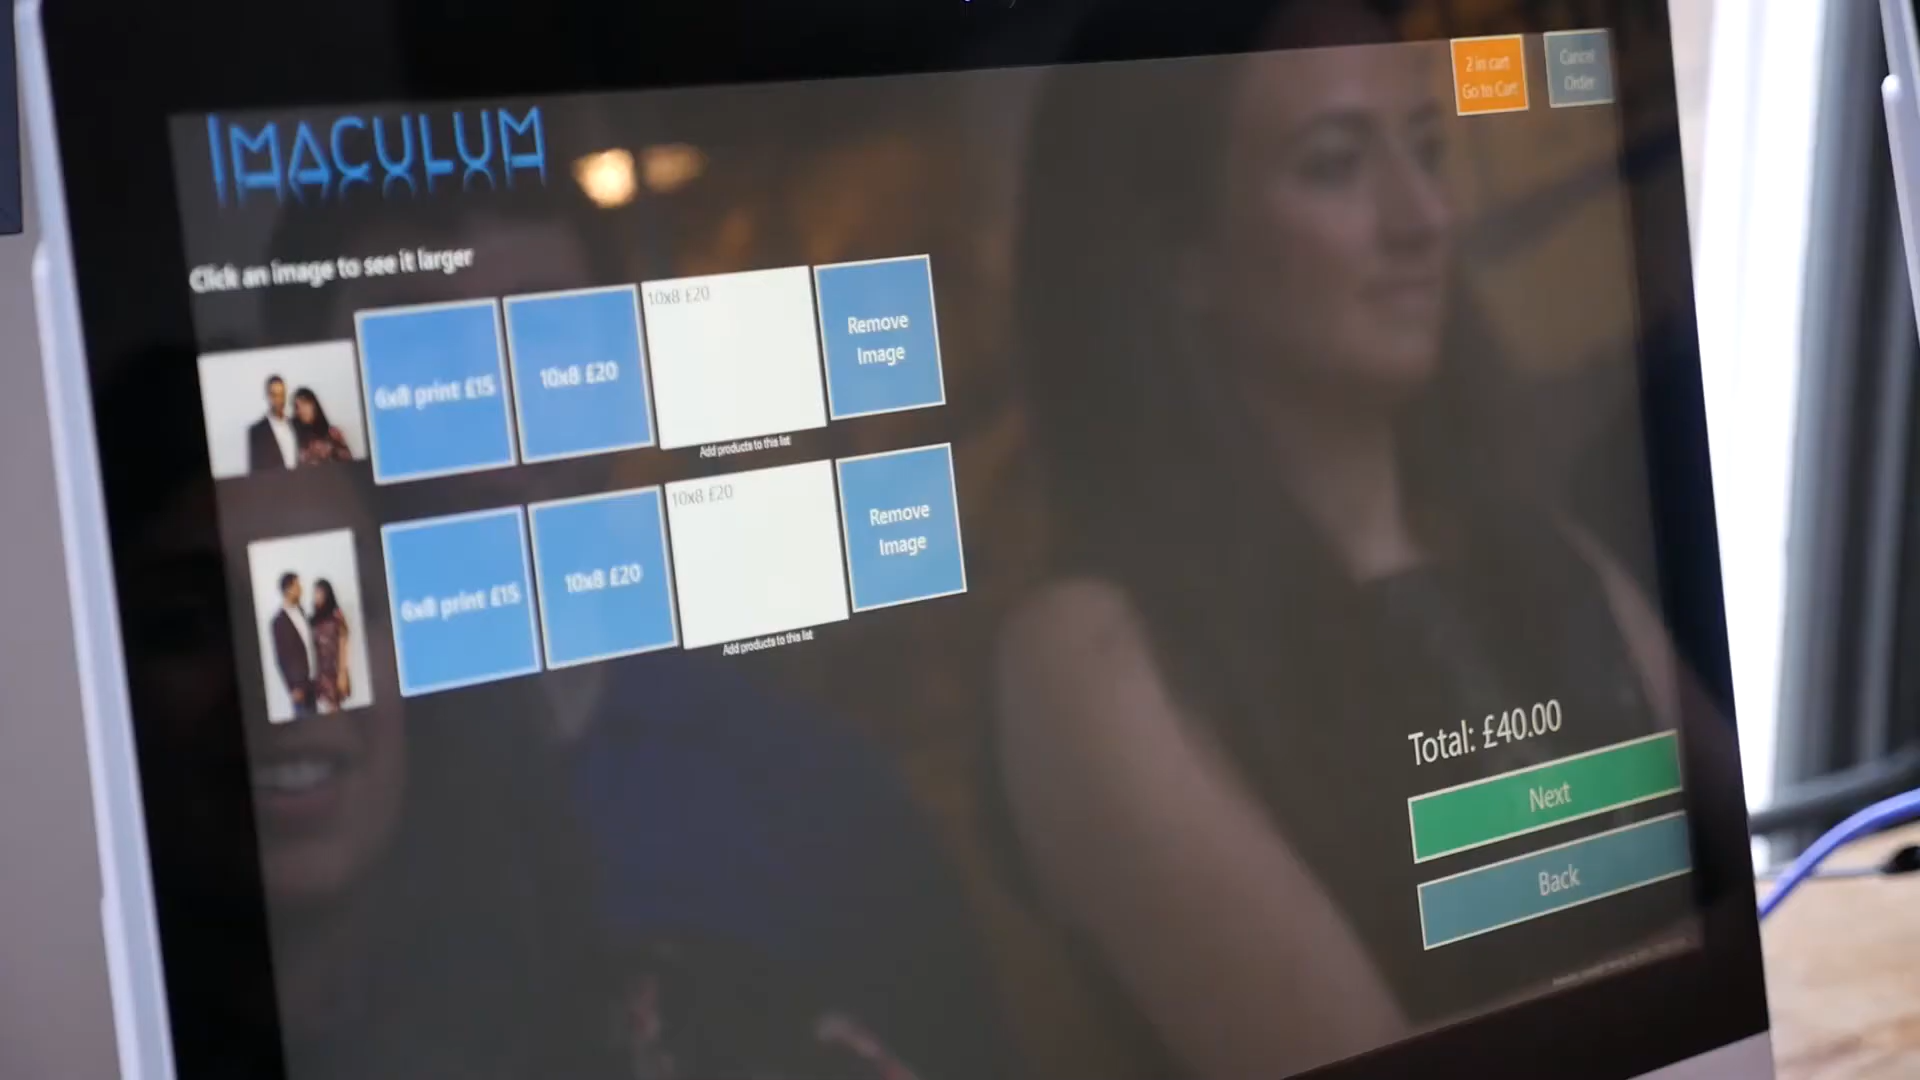 2 in cart
Go to Cart
Cancel
Order
IMACULUM
Click an image to see it larger
6x8 print £15
10x8 £20
10x8 £20
Remove
Image
Add products to this list
6x8 print £15
10x8 £20
10x8 £20
Remove
Image
Add products to this list
Total: £40.00
Next
Back